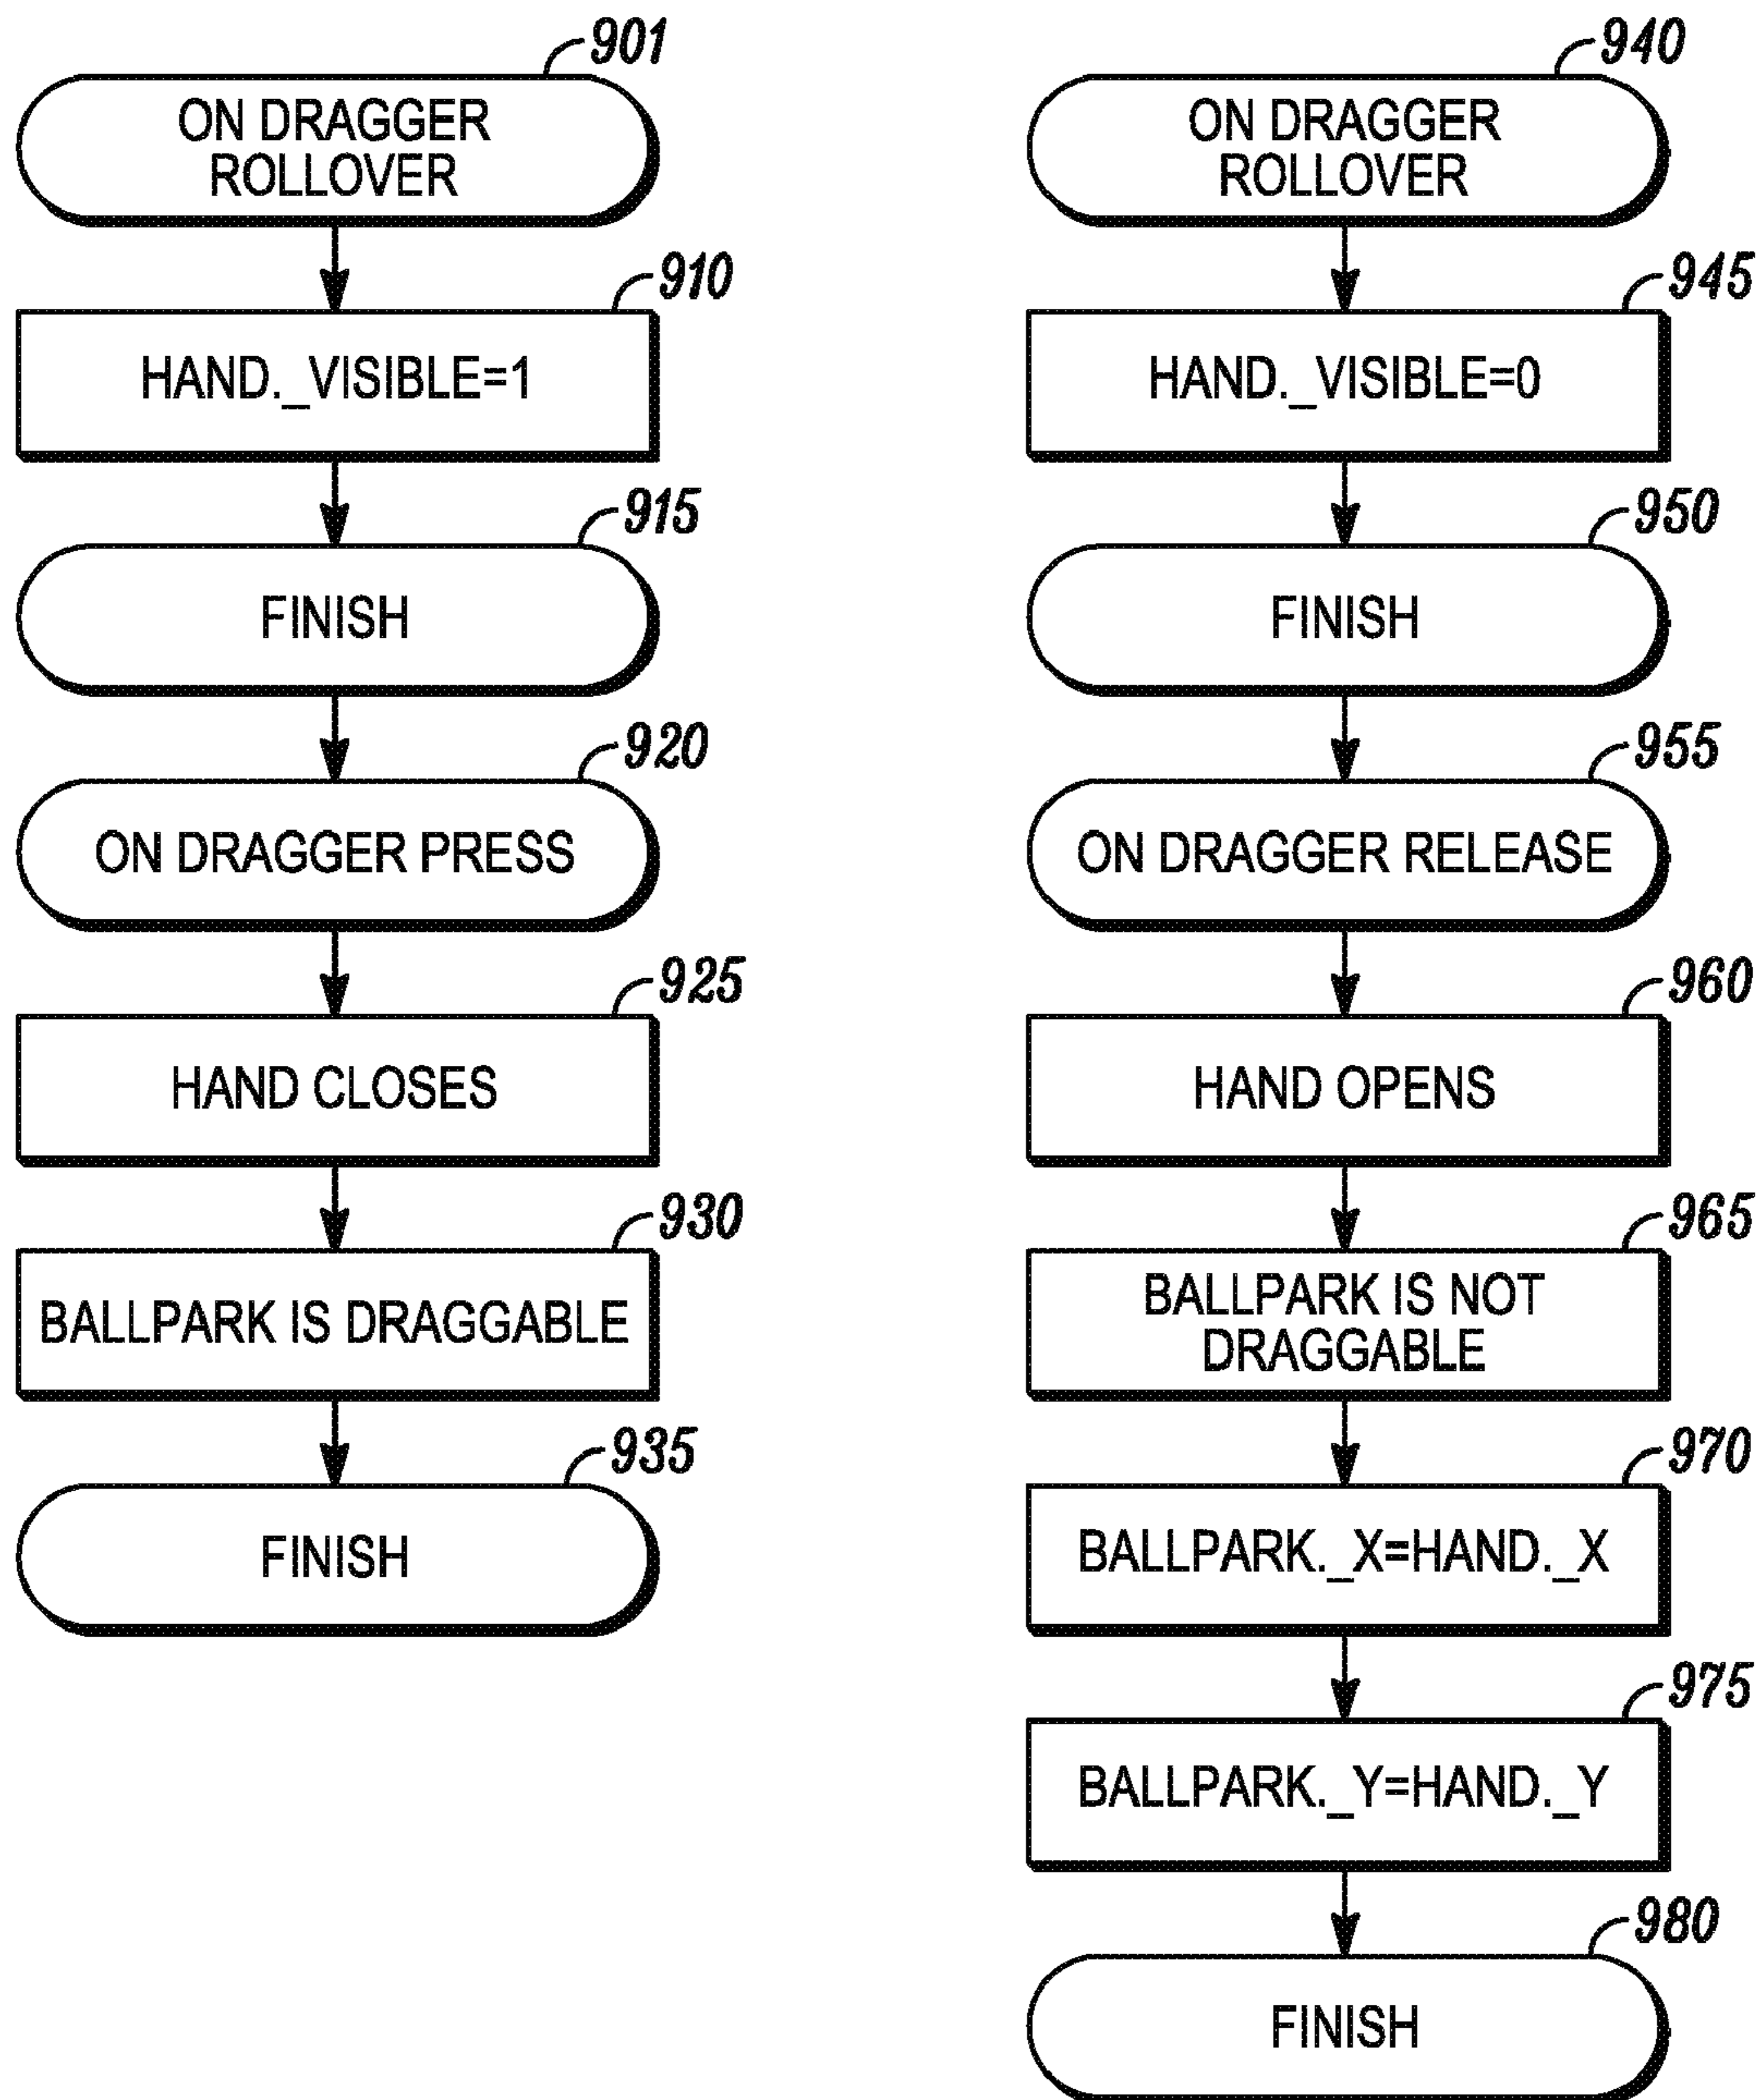 901
ON DRAGGER
ROLLOVER
910
HAND._VISIBLE=1
915
FINISH
920
ON DRAGGER PRESS
925
HAND CLOSES
930
BALLPARK IS DRAGGABLE
935
FINISH
940
ON DRAGGER
ROLLOVER
945
HAND._VISIBLE=0
950
FINISH
955
ON DRAGGER RELEASE
960
HAND OPENS
965
BALLPARK IS NOT
DRAGGABLE
970
BALLPARK._X=HAND._X
975
BALLPARK._Y=HAND._Y
980
FINISH